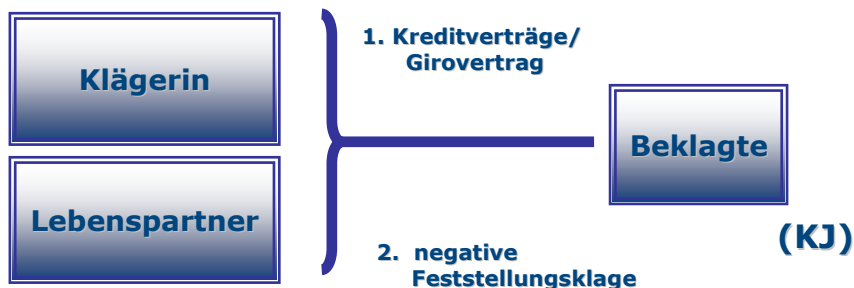 1. Kreditverträge/
Girovertrag
Klägerin
Beklagte
Lebenspartner
(KJ)
2. negative
Feststellungsklage